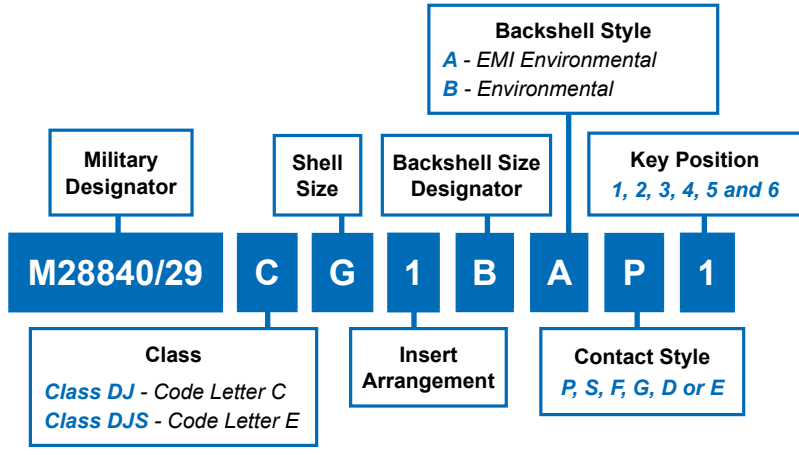 Backshell Style
A - EMI Environmental
B - Environmental
Military
Designator
Shell
Size
Backshell Size
Designator
Key Position
1, 2, 3, 4, 5 and 6
M28840/29 C G 1 B A P 1
Class
Class DJ - Code Letter C
Class DJS - Code Letter E
Insert
Arrangement
Contact Style
P, S, F, G, D or E